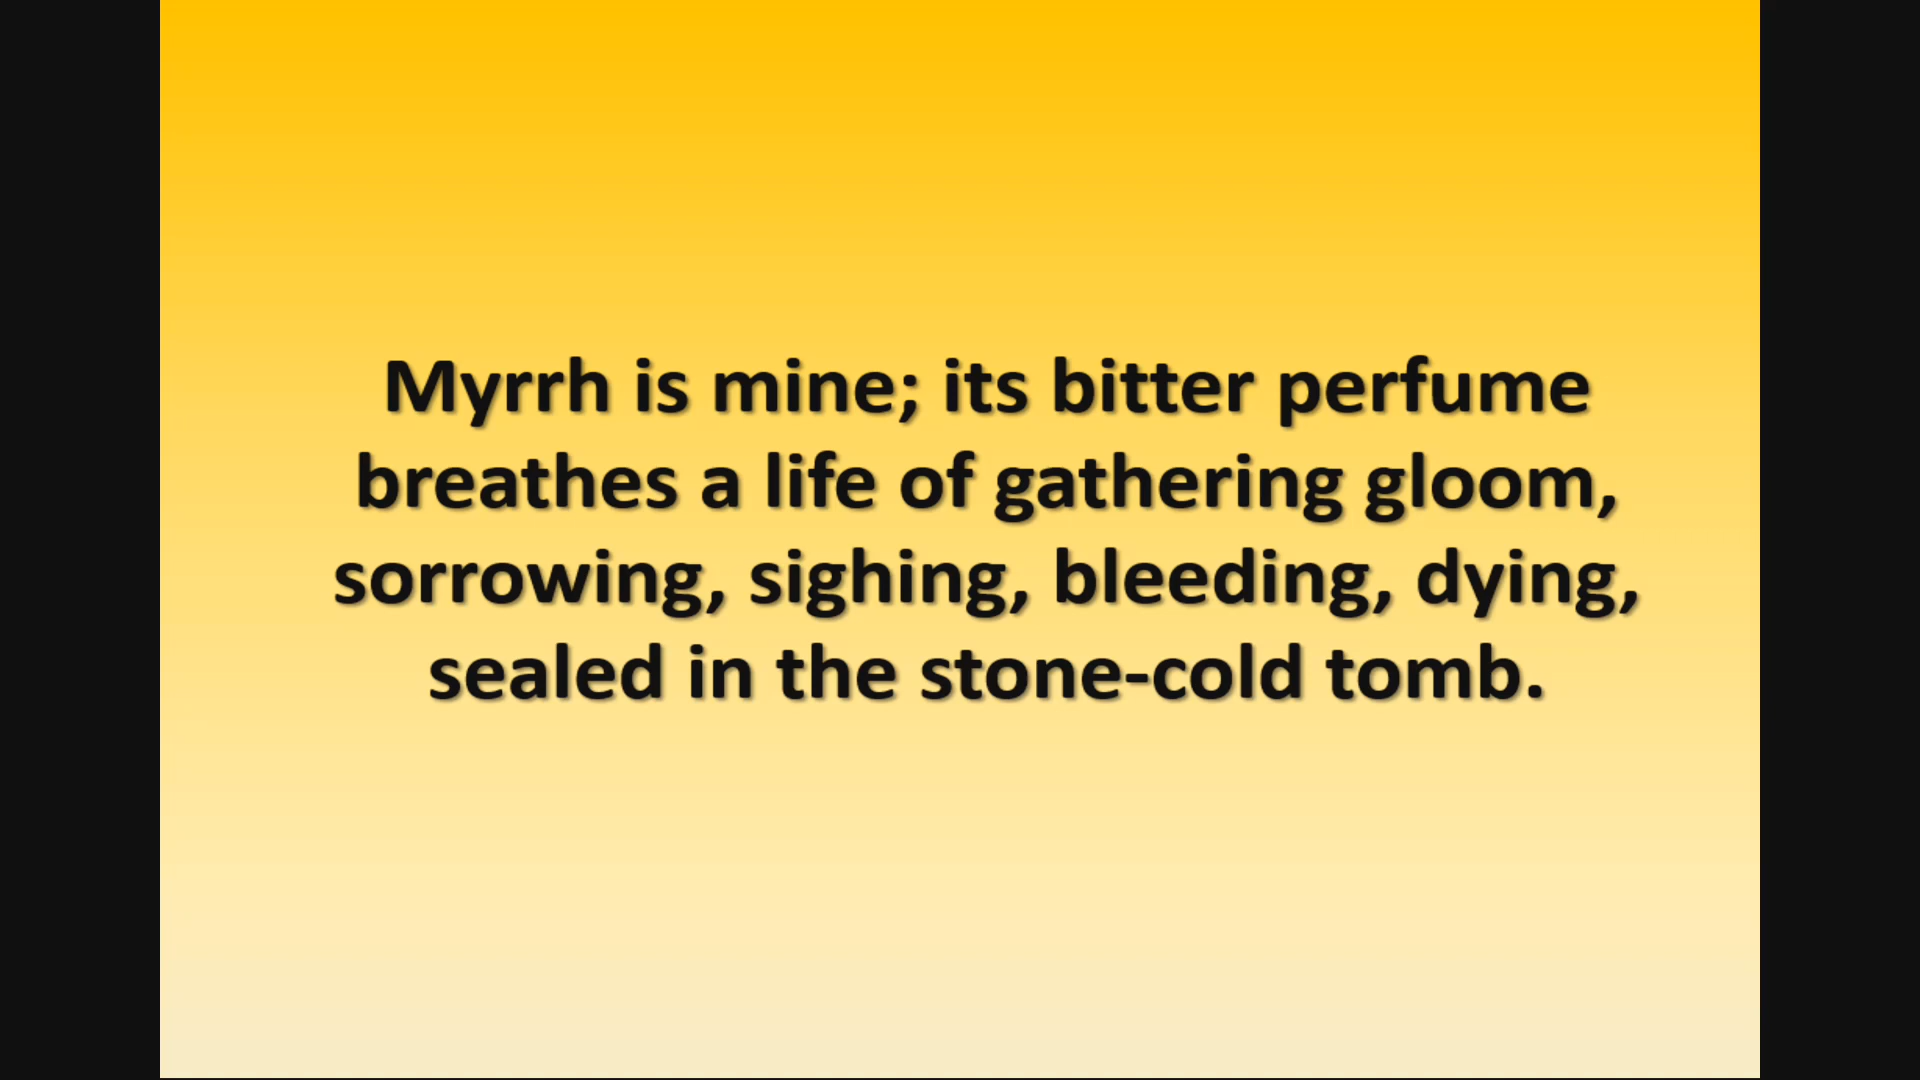 Myrrh is mine; its bitter perfume
breathes a life of gathering gloom,
sorrowing, sighing, bleeding, dying,
sealed in the stone-cold tomb.